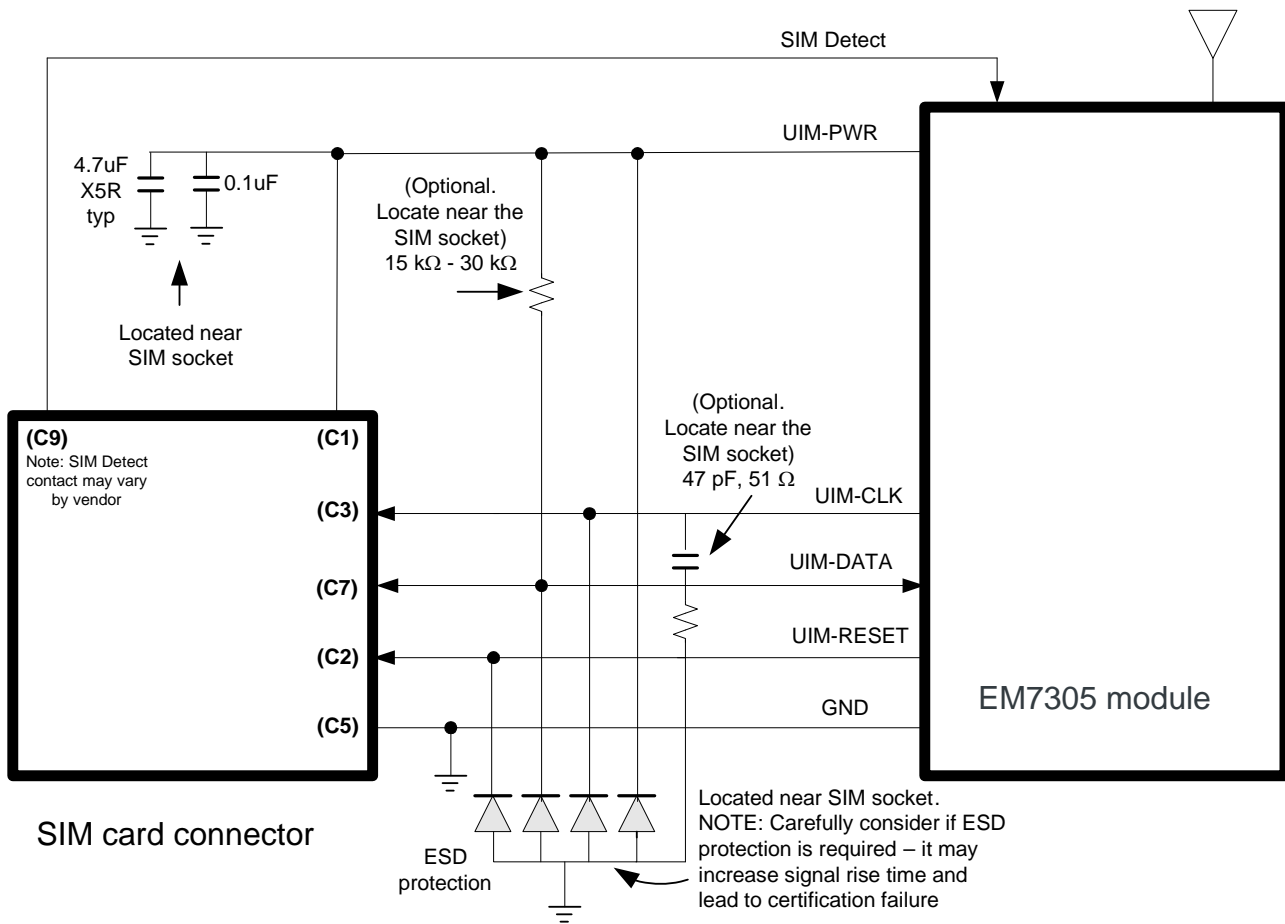 SIM Detect
UIM-PWR
4.7uF
X5R
typ
0.1uF
(Optional.
Locate near the
SIM socket)
15 kΩ - 30 kΩ
Located near
SIM socket
(C9)
Note: SIM Detect
contact may vary
by vendor
(C1)
(Optional.
Locate near the
SIM socket)
47 pF, 51 Ω
(C3)
UIM-CLK
(C7)
UIM-DATA
(C2)
UIM-RESET
(C5)
GND
EM7305 module
SIM card connector
ESD
protection
Located near SIM socket.
NOTE: Carefully consider if ESD
protection is required – it may
increase signal rise time and
lead to certification failure